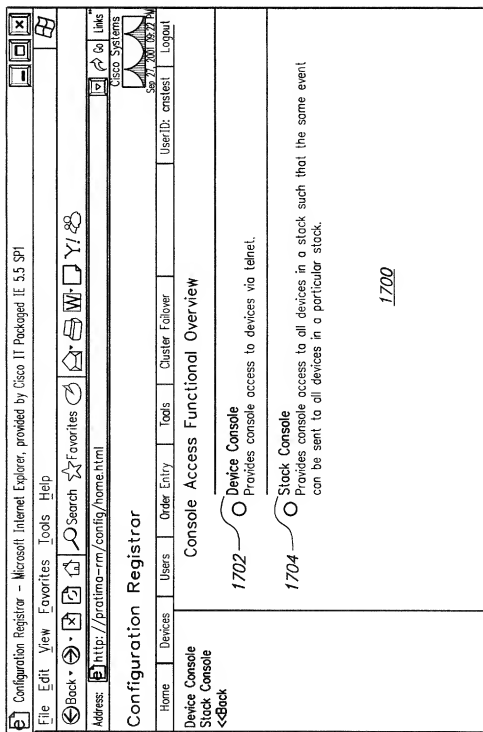 Configuration Registrar – Microsoft Internet Explorer, provided by Cisco IT Packaged IE 5.5 SP1
File Edit View Favorites Tools Help
Back Search Favorites W Y!
Address: http://pratima-rm/config/home.html Go Links"
Configuration Registrar
Cisco Systems
Sep 27, 2001 09:22 PM
Home Devices Users Order Entry Tools Cluster Failover UserID: cnstest Logout
Device Console
Stack Console
<<Back
Console Access Functional Overview
1702
Device Console
Provides console access to devices via telnet.
1704
Stack Console
Provides console access to all devices in a stack such that the same event
can be sent to all devices in a particular stack.
1700